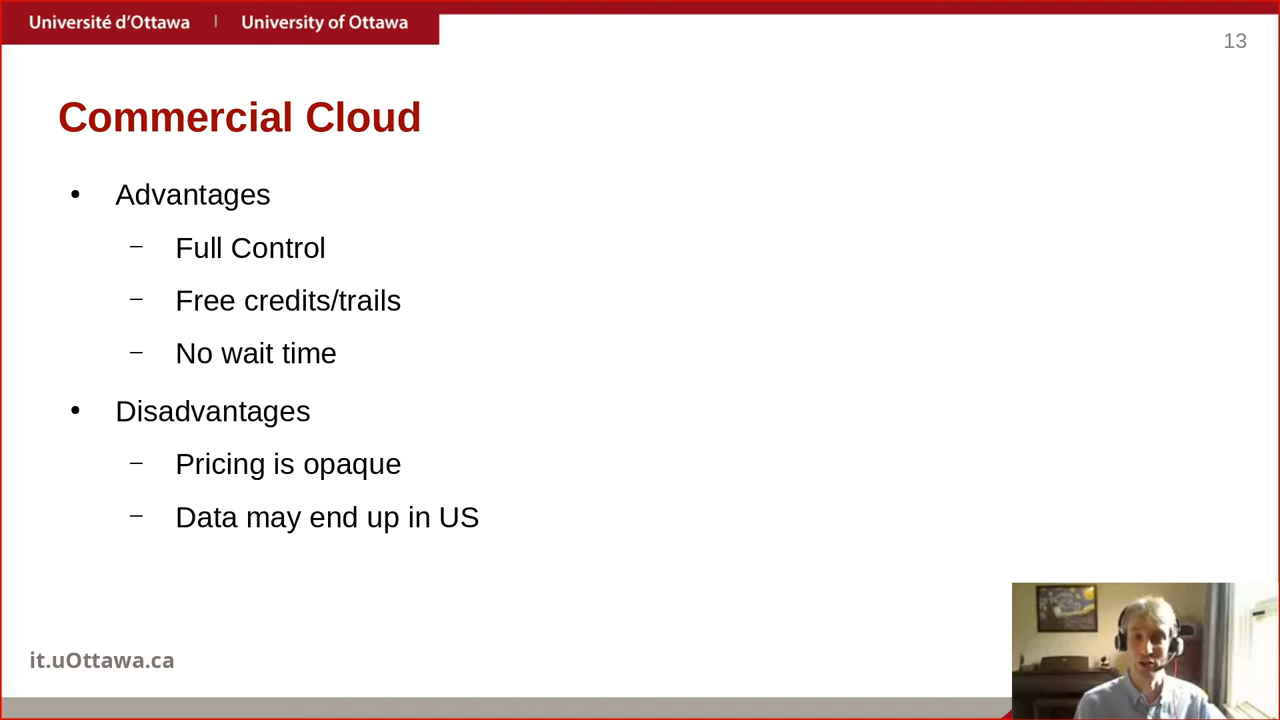 Université d'Ottawa | University of Ottawa
13
Commercial Cloud
• Advantages
– Full Control
– Free credits/trails
– No wait time
• Disadvantages
– Pricing is opaque
– Data may end up in US
it.uOttawa.ca